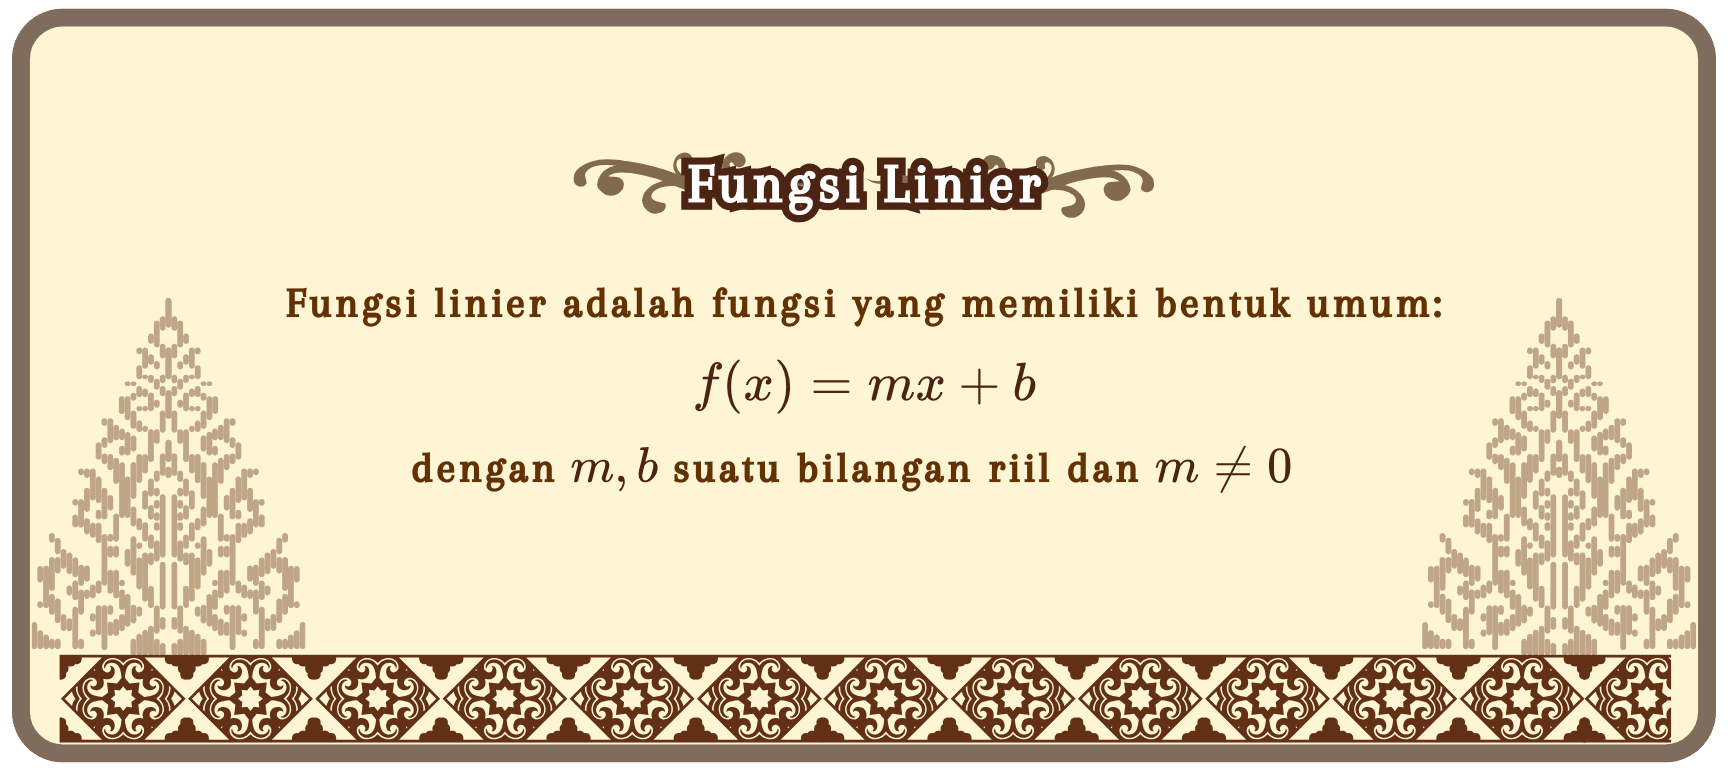 Fungsi Linier
Fungsi linier adalah fungsi yang memiliki bentuk umum:
f(x) = mx + b
dengan m, b suatu bilangan riil dan m ≠ 0